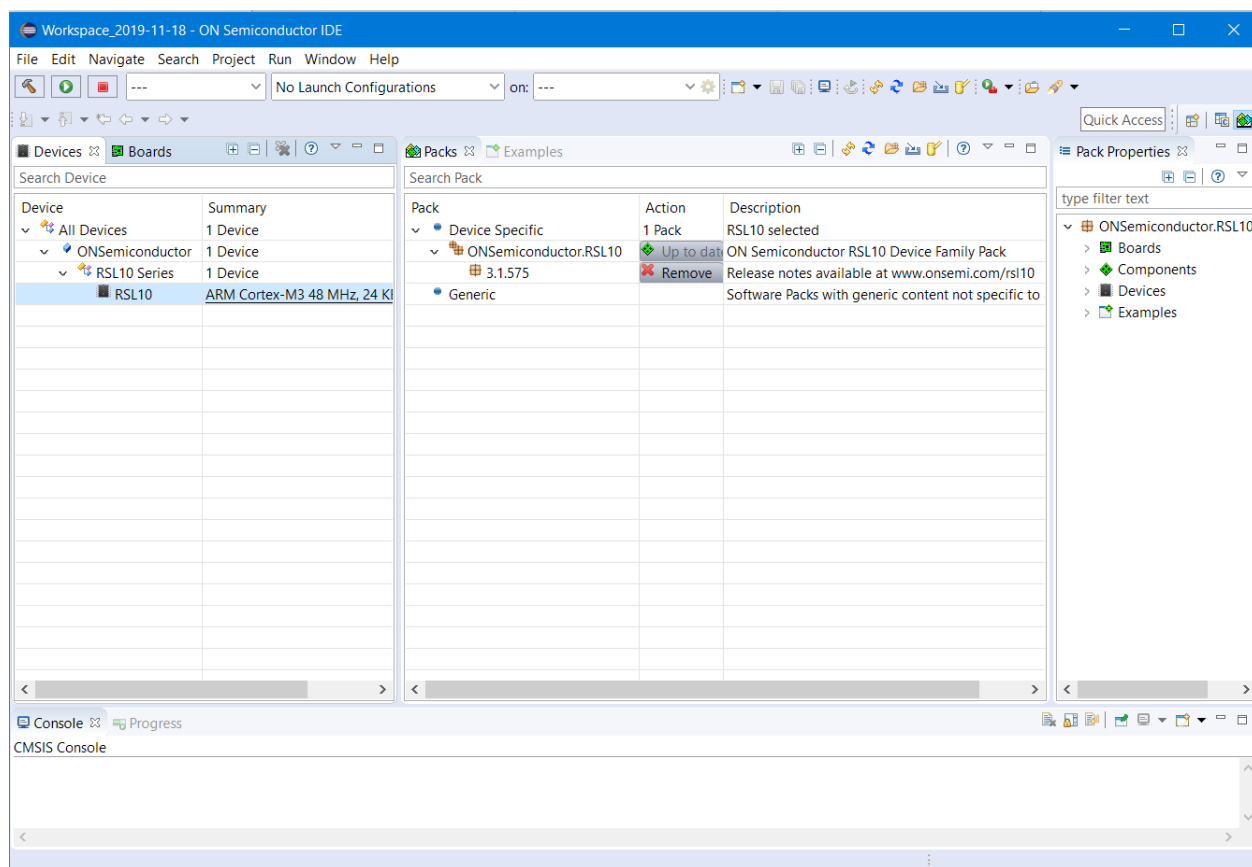 Workspace_2019-11-18 - ON Semiconductor IDE
File Edit Navigate Search Project Run Window Help
--- No Launch Configurations on: ---
Quick Access
Devices Boards
Search Device
Device Summary
All Devices 1 Device
ONSemiconductor 1 Device
RSL10 Series 1 Device
RSL10 ARM Cortex-M3 48 MHz, 24 KI
Packs Examples
Search Pack
Pack Action Description
Device Specific 1 Pack RSL10 selected
ONSemiconductor.RSL10 Up to dat ON Semiconductor RSL10 Device Family Pack
3.1.575 Remove Release notes available at www.onsemi.com/rsl10
Generic Software Packs with generic content not specific to
Pack Properties
type filter text
ONSemiconductor.RSL10
Boards
Components
Devices
Examples
Console Progress
CMSIS Console